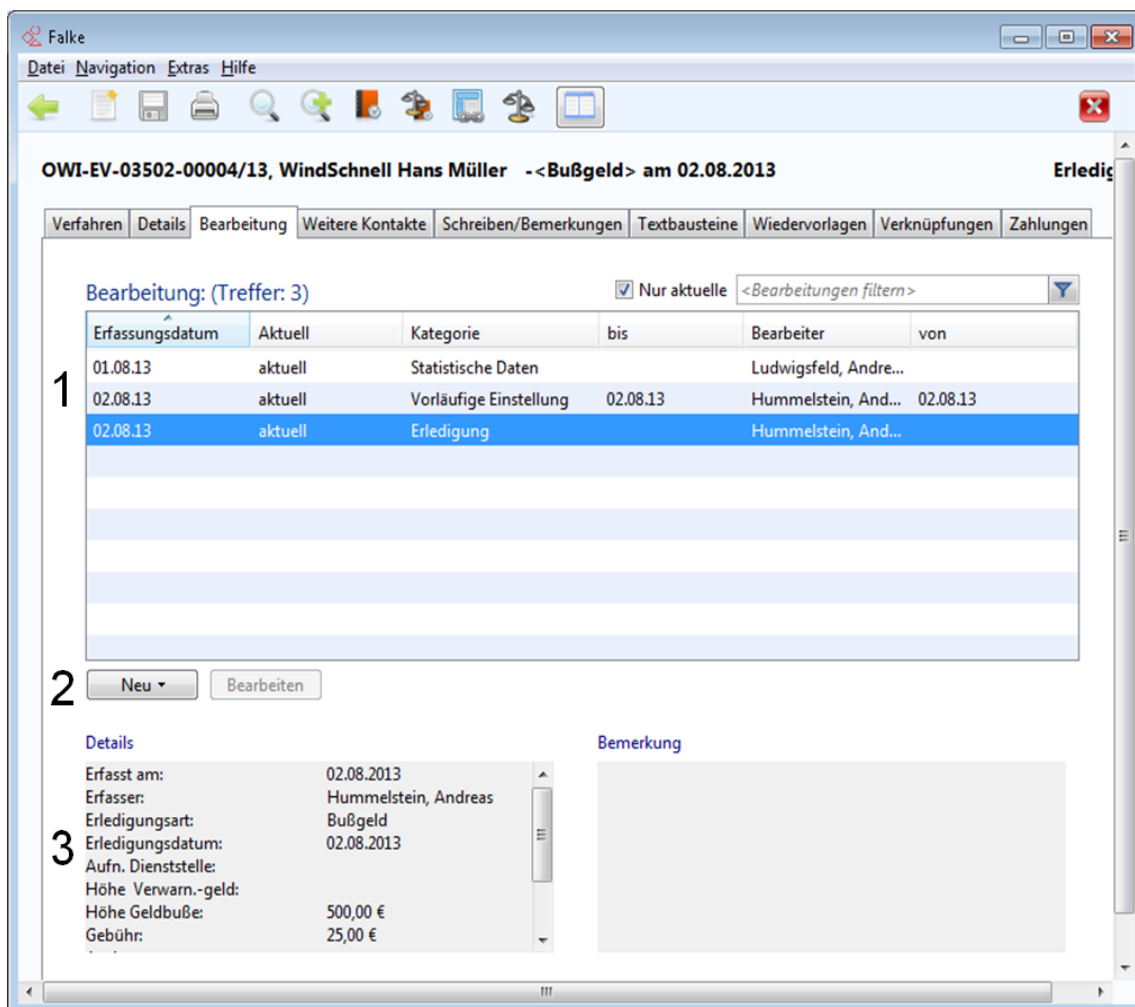 Falke
Datei Navigation Extras Hilfe
OWI-EV-03502-00004/13, WindSchnell Hans Müller -<Bußgeld> am 02.08.2013 Erledig
Verfahren Details Bearbeitung Weitere Kontakte Schreiben/Bemerkungen Textbausteine Wiedervorlagen Verknüpfungen Zahlungen
Bearbeitung: (Treffer: 3) Nur aktuelle <Bearbeitungen filtern>
Erfassungsdatum Aktuell Kategorie bis Bearbeiter von
01.08.13 aktuell Statistische Daten Ludwigsfeld, Andre...
1
02.08.13 aktuell Vorläufige Einstellung 02.08.13 Hummelstein, And... 02.08.13
02.08.13 aktuell Erledigung Hummelstein, And...
2 Neu Bearbeiten
Details Bemerkung
Erfasst am: 02.08.2013
Erfasser: Hummelstein, Andreas
Erledigungsart: Bußgeld
3 Erledigungsdatum: 02.08.2013
Aufn. Dienststelle:
Höhe Verwarn.-geld:
Höhe Geldbuße: 500,00 €
Gebühr: 25,00 €